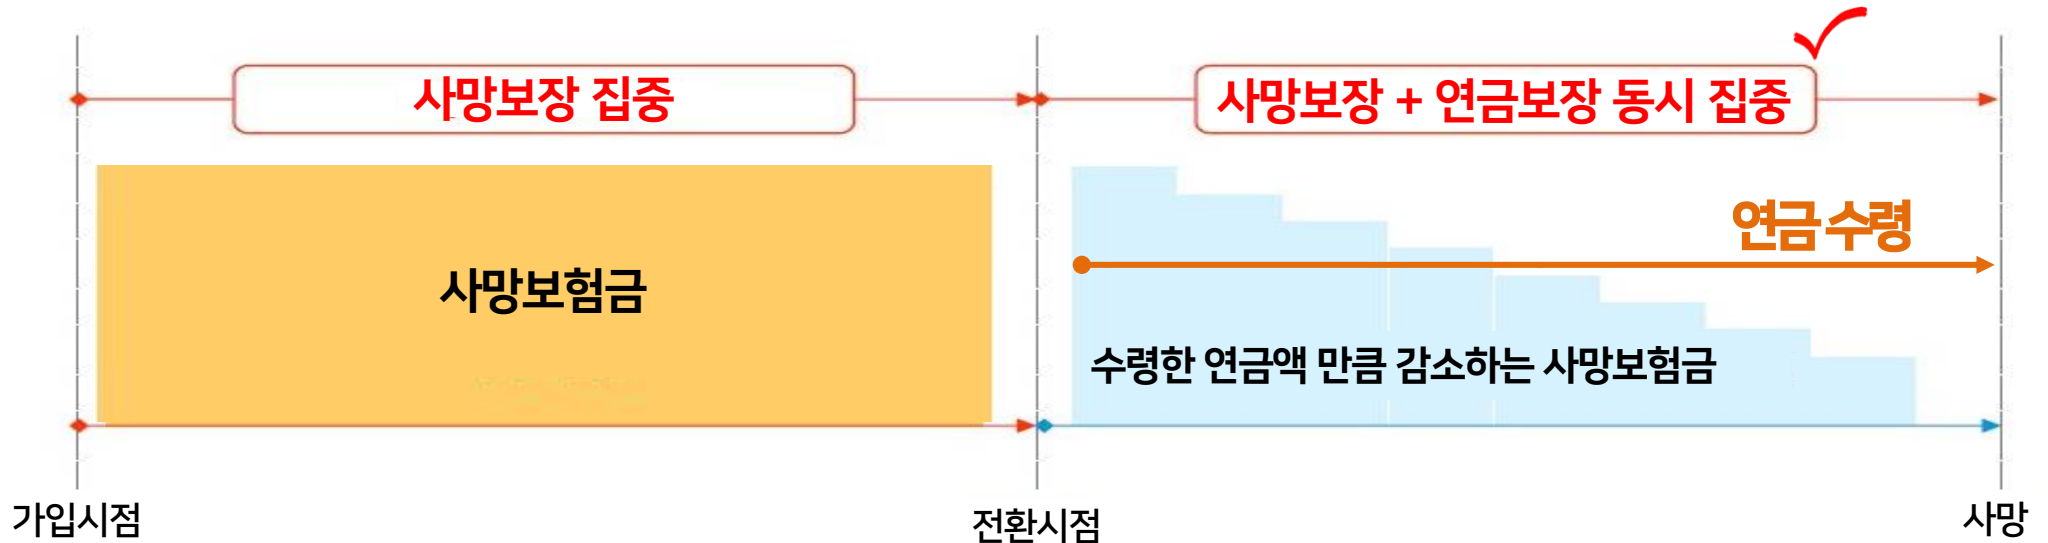 사망보장 집중
사망보장 + 연금보장 동시 집중
연금 수령
사망보험금
수령한 연금액 만큼 감소하는 사망보험금
가입시점
전환시점
사망